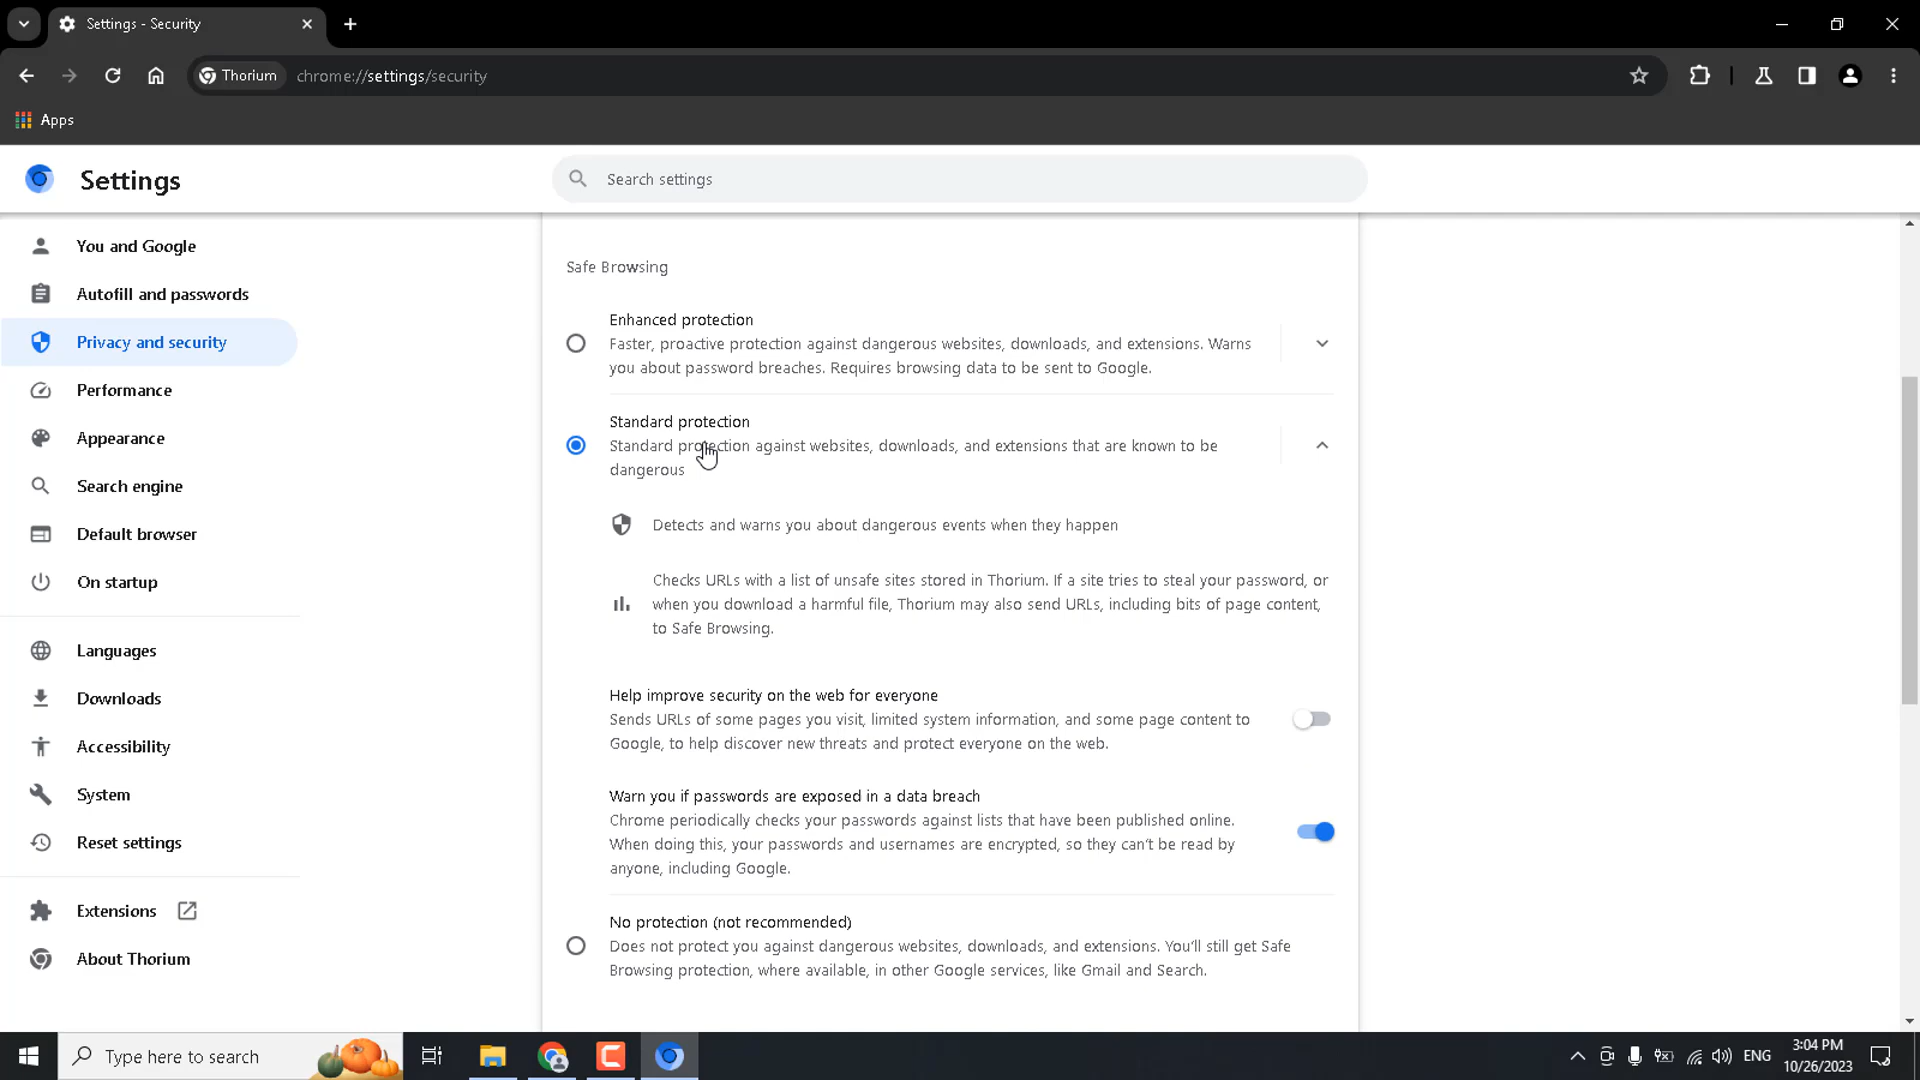 Settings - Security
Thorium chrome://settings/security
Apps
Settings
Search settings
You and Google
Autofill and passwords
Privacy and security
Performance
Appearance
Search engine
Default browser
On startup
Languages
Downloads
Accessibility
System
Reset settings
Extensions
About Thorium
Safe Browsing
Enhanced protection
Faster, proactive protection against dangerous websites, downloads, and extensions. Warns
you about password breaches. Requires browsing data to be sent to Google.
Standard protection
Standard protection against websites, downloads, and extensions that are known to be
dangerous
Detects and warns you about dangerous events when they happen
Checks URLs with a list of unsafe sites stored in Thorium. If a site tries to steal your password, or
when you download a harmful file, Thorium may also send URLs, including bits of page content,
to Safe Browsing.
Help improve security on the web for everyone
Sends URLs of some pages you visit, limited system information, and some page content to
Google, to help discover new threats and protect everyone on the web.
Warn you if passwords are exposed in a data breach
Chrome periodically checks your passwords against lists that have been published online.
When doing this, your passwords and usernames are encrypted, so they can't be read by
anyone, including Google.
No protection (not recommended)
Does not protect you against dangerous websites, downloads, and extensions. You'll still get Safe
Browsing protection, where available, in other Google services, like Gmail and Search.
Type here to search
ENG
3:04 PM
10/26/2023